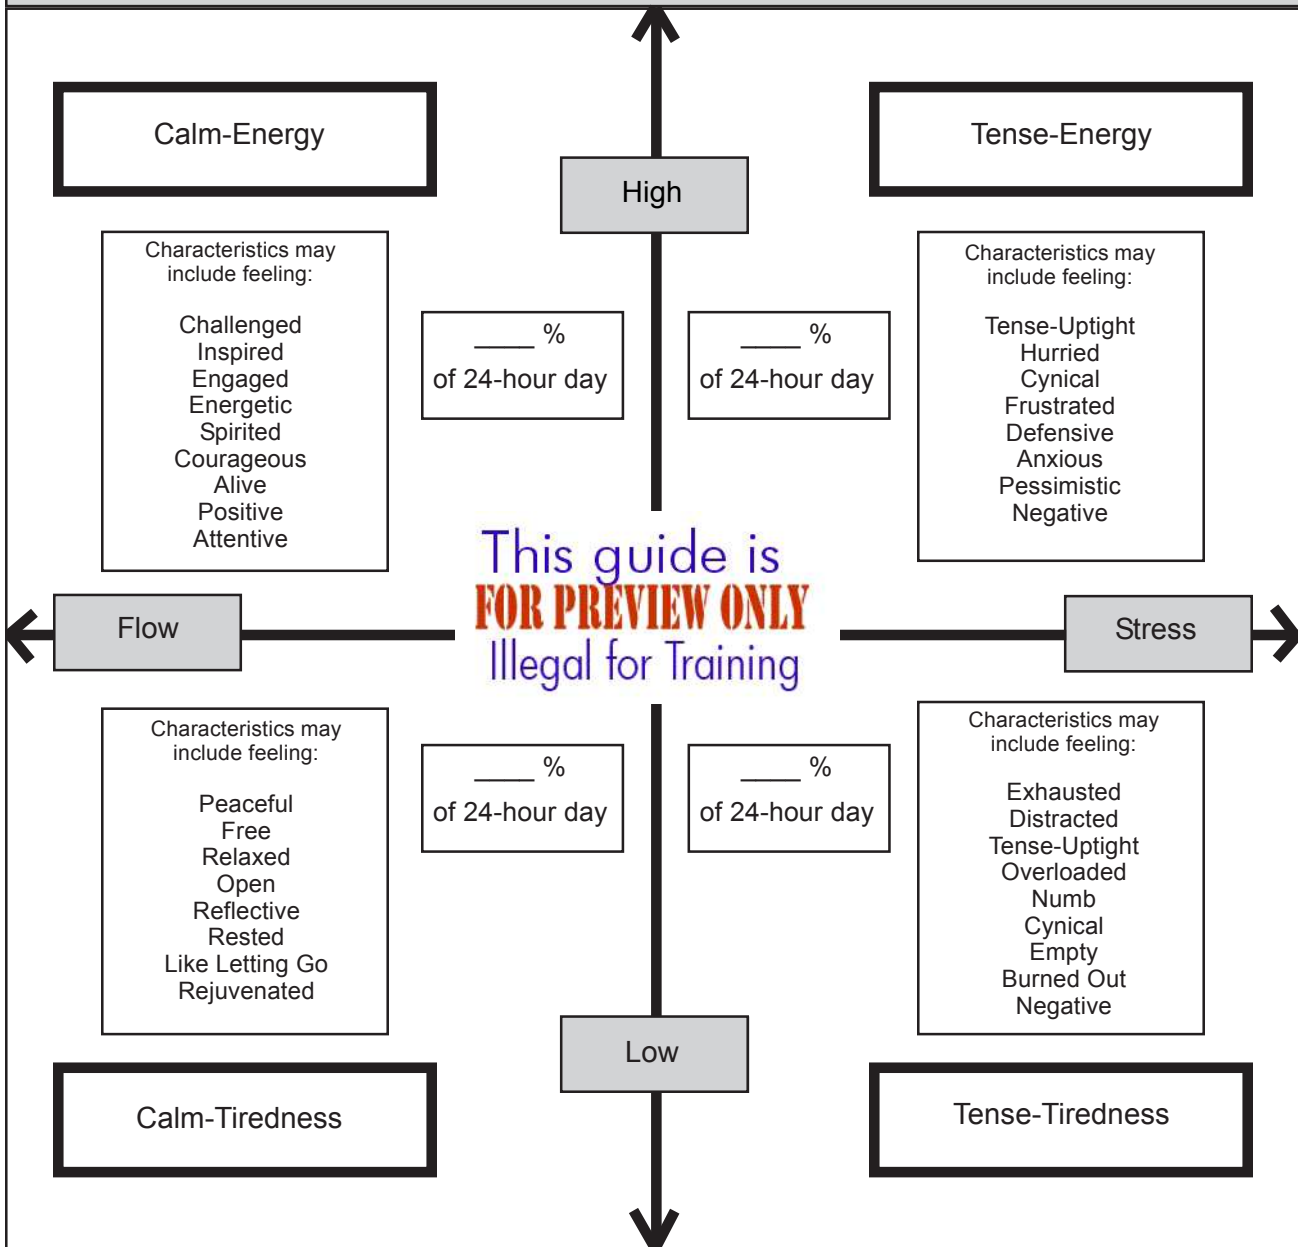 Calm-Energy
Tense-Energy
High
Characteristics may
include feeling:
Challenged
Inspired
Engaged
Energetic
Spirited
Courageous
Alive
Positive
Attentive
____ %
of 24-hour day
____ %
of 24-hour day
Characteristics may
include feeling:
Tense-Uptight
Hurried
Cynical
Frustrated
Defensive
Anxious
Pessimistic
Negative
This guide is
FOR PREVIEW ONLY
Illegal for Training
Flow
Stress
Characteristics may
include feeling:
Peaceful
Free
Relaxed
Open
Reflective
Rested
Like Letting Go
Rejuvenated
____ %
of 24-hour day
____ %
of 24-hour day
Characteristics may
include feeling:
Exhausted
Distracted
Tense-Uptight
Overloaded
Numb
Cynical
Empty
Burned Out
Negative
Low
Calm-Tiredness
Tense-Tiredness